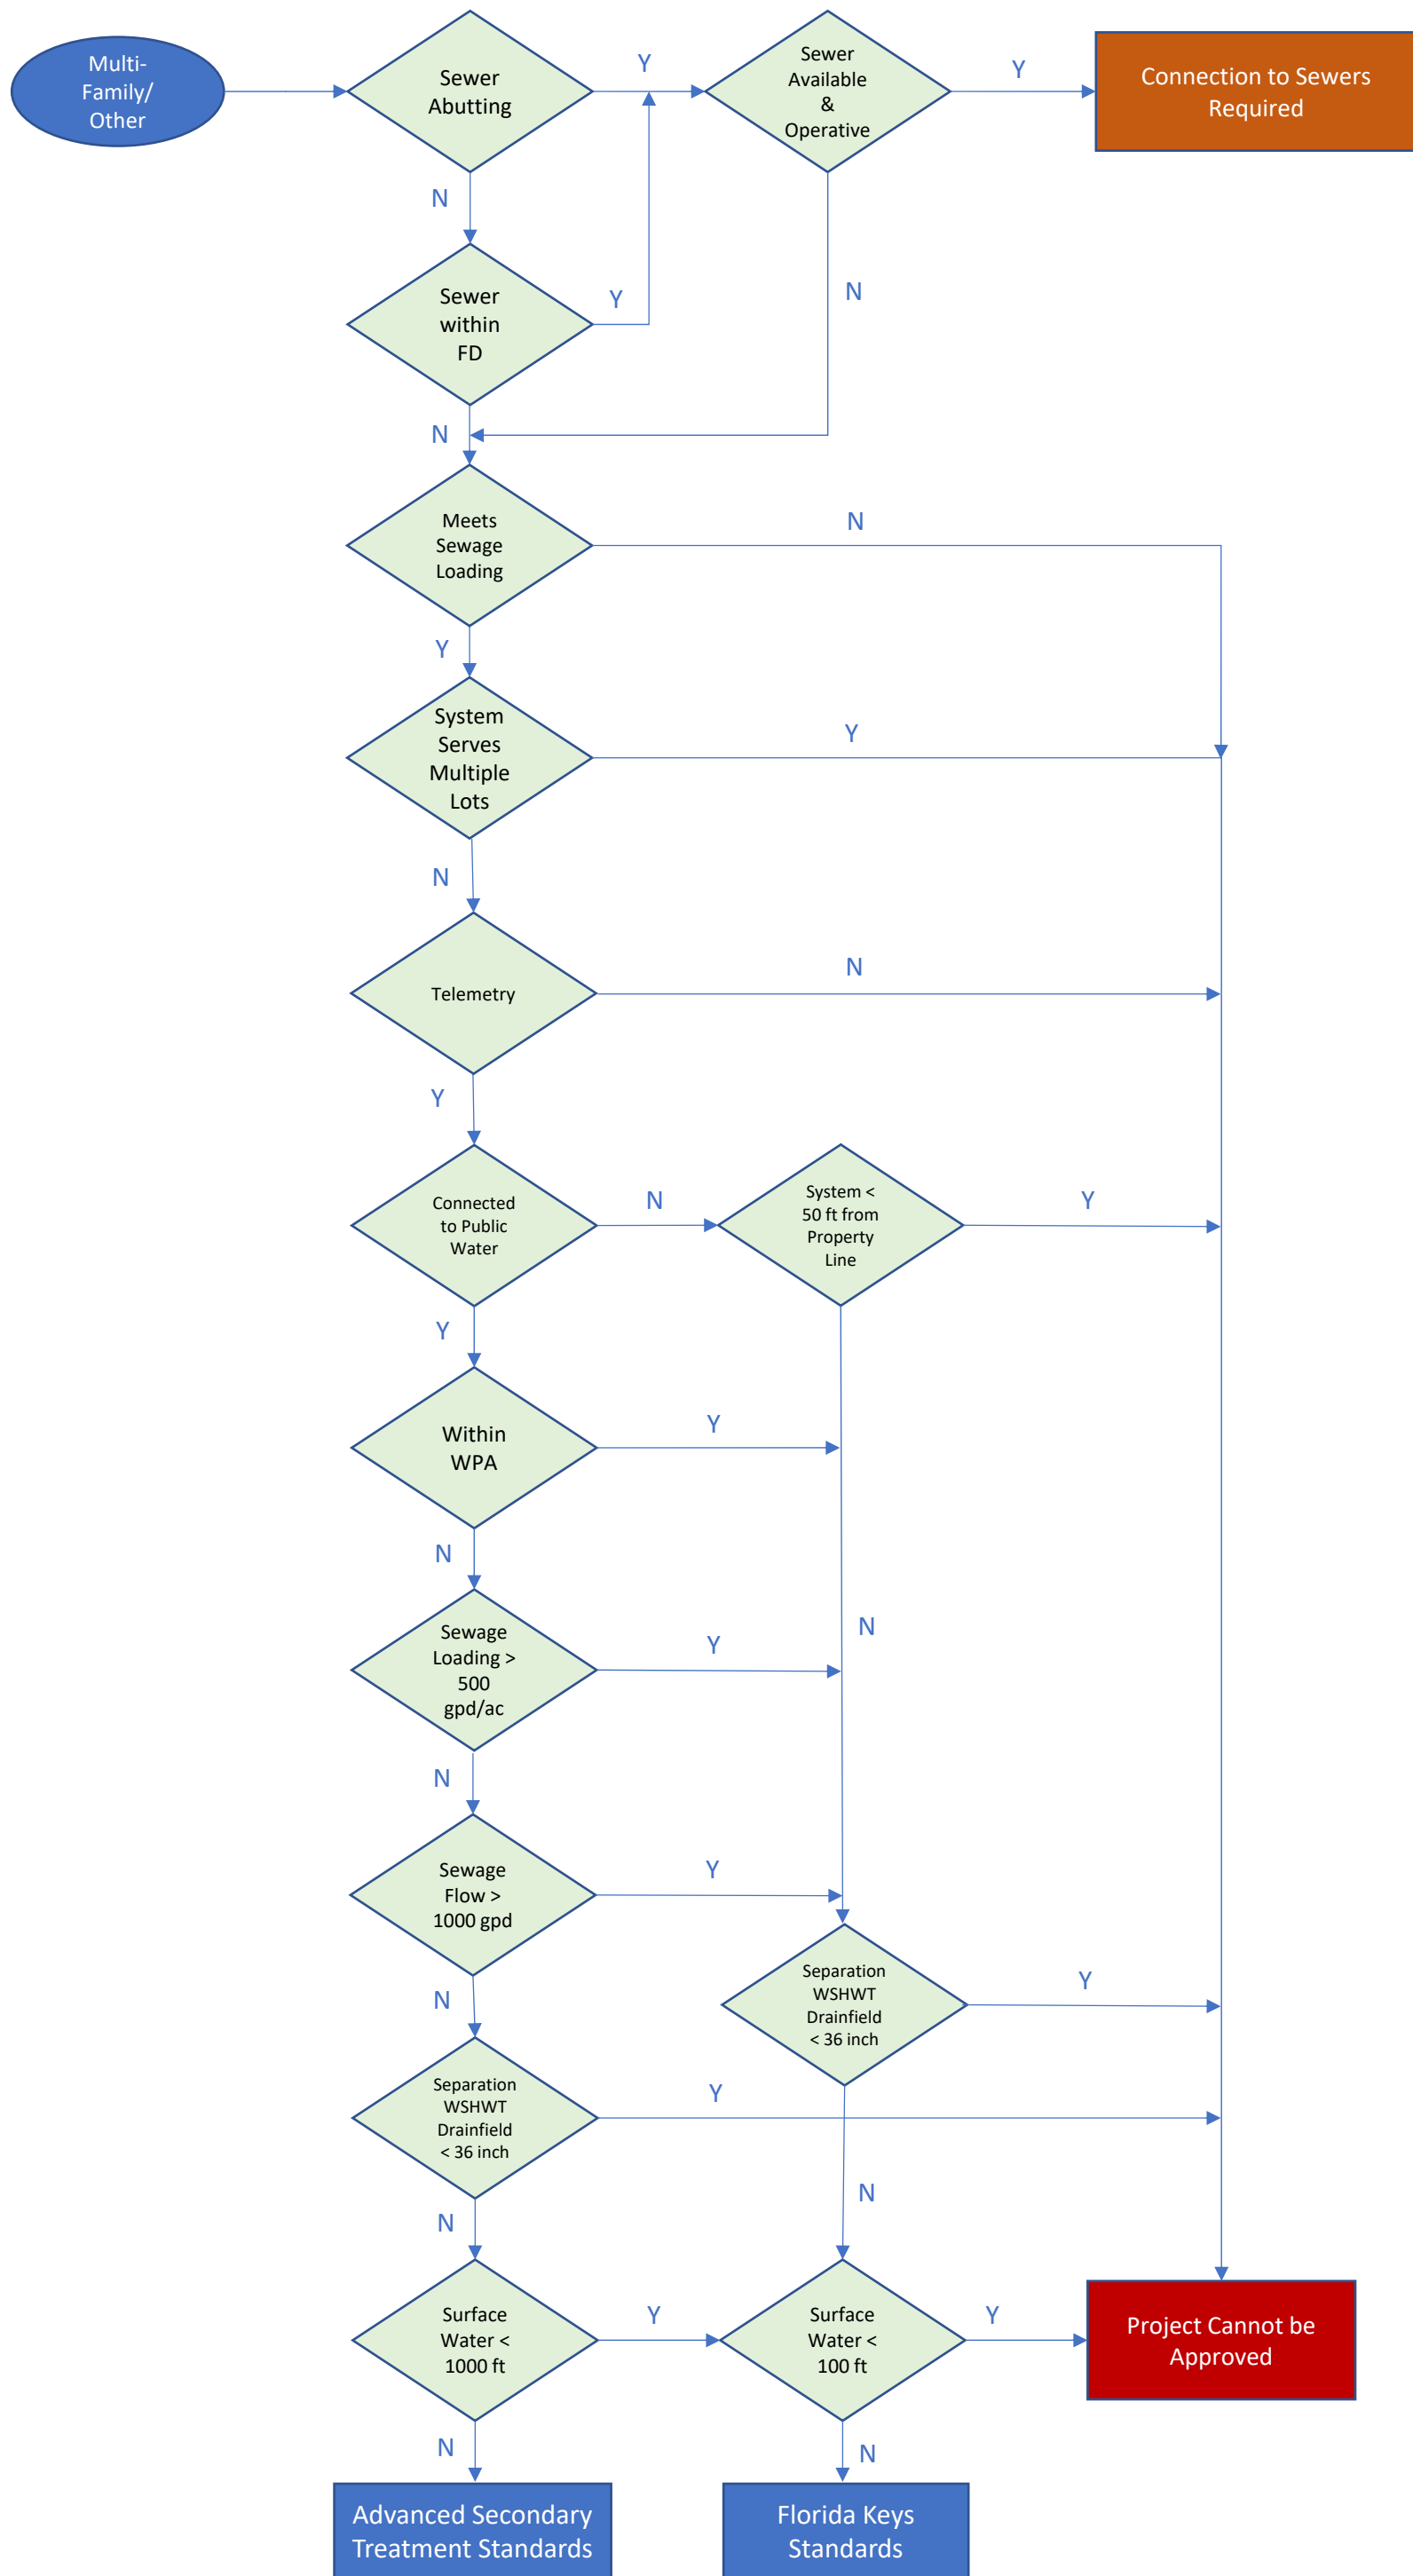 Multi-
Family/
Other
Sewer
Abutting
Y
Sewer
Available
&
Operative
Y
Connection to Sewers
Required
N
Sewer
within
FD
Y
N
N
Meets
Sewage
Loading
N
Y
System
Serves
Multiple
Lots
Y
N
Telemetry
N
Y
Connected
to Public
Water
N
System <
50 ft from
Property
Line
Y
Y
Within
WPA
Y
N
Sewage
Loading >
500
gpd/ac
Y
N
N
Sewage
Flow >
1000 gpd
Y
Separation
WSHWT
Drainfield
< 36 inch
Y
N
Separation
WSHWT
Drainfield
< 36 inch
Y
N
N
Surface
Water <
1000 ft
Y
Surface
Water <
100 ft
Y
Project Cannot be
Approved
N
N
Advanced Secondary
Treatment Standards
Florida Keys
Standards